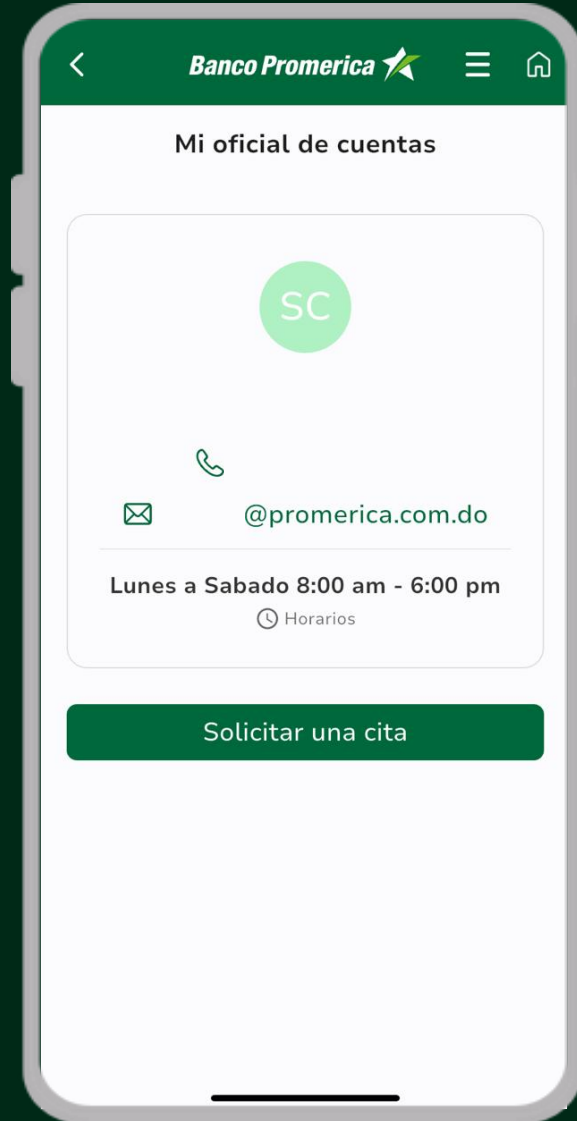 Banco Promerica
Mi oficial de cuentas
SC
@promerica.com.do
Lunes a Sabado 8:00 am - 6:00 pm
Horarios
Solicitar una cita